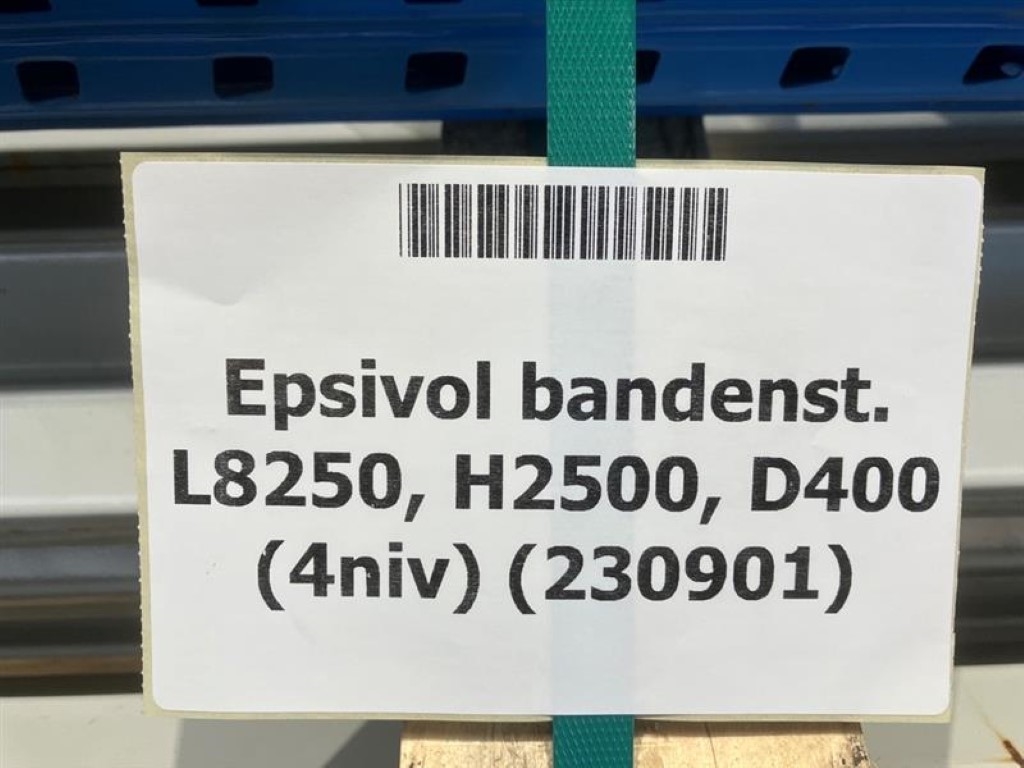 Epsivol bandenst.
L8250, H2500, D400
(4niv) (230901)